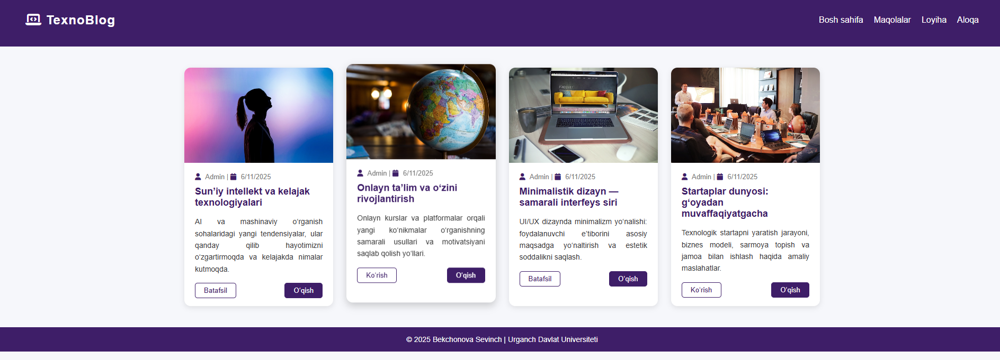 TexnoBlog
Bosh sahifa Maqolalar Loyiha Aloqa
PRODUCT
Admin | 6/11/2025
Sun’iy intellekt va kelajak
texnologiyalari
AI va mashinaviy o‘rganish
sohalaridagi yangi tendensiyalar, ular
qanday qilib hayotimizni
o‘zgartirmoqda va kelajakda nimalar
kutmoqda.
Batafsil O‘qish
Admin | 6/11/2025
Onlayn ta’lim va o‘zini
rivojlantirish
Onlayn kurslar va platformalar orqali
yangi ko‘nikmalar o‘rganishning
samarali usullari va motivatsiyani
saqlab qolish yo‘llari.
Ko‘rish O‘qish
Admin | 6/11/2025
Minimalistik dizayn —
samarali interfeys siri
UI/UX dizaynda minimalizm yo‘nalishi:
foydalanuvchi e’tiborini asosiy
maqsadga yo‘naltirish va estetik
soddalikni saqlash.
Batafsil O‘qish
Admin | 6/11/2025
Startaplar dunyosi:
g‘oyadan
muvaffaqiyatgacha
Texnologik startapni yaratish jarayoni,
biznes modeli, sarmoya topish va
jamoa bilan ishlash haqida amaliy
maslahatlar.
Ko‘rish O‘qish
© 2025 Bekchonova Sevinch | Urganch Davlat Universiteti